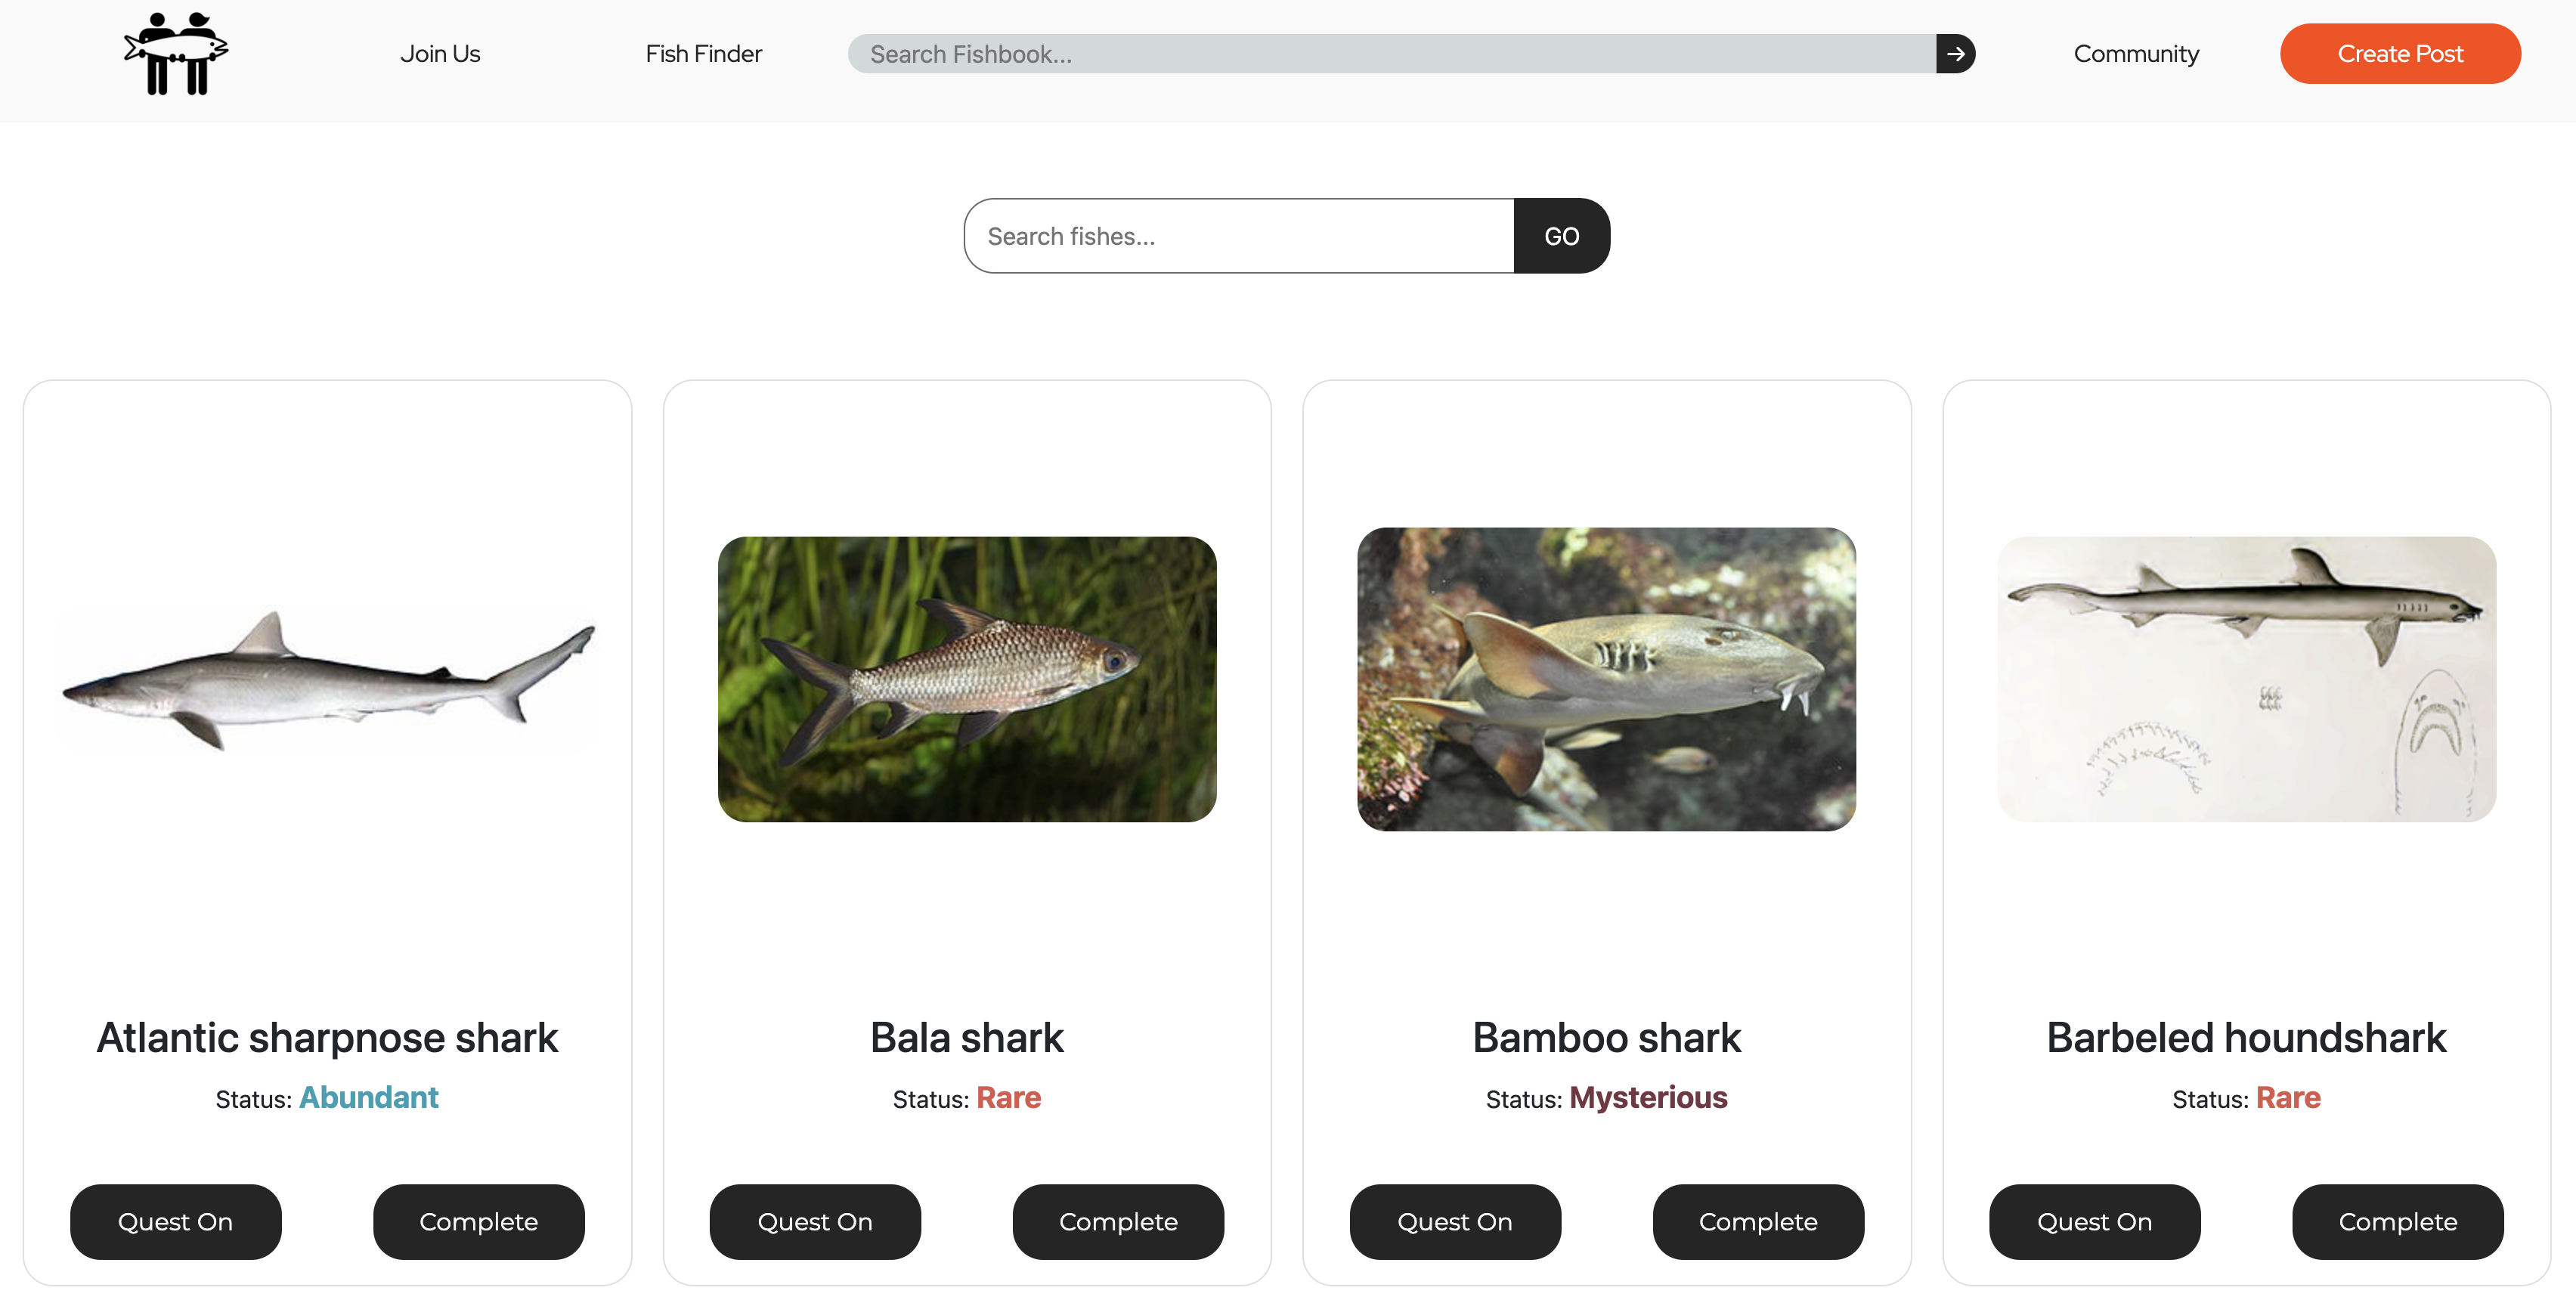 Join Us
Fish Finder
Search Fishbook...
Community
Create Post
Search fishes...
GO
Atlantic sharpnose shark
Status: Abundant
Quest On
Complete
Bala shark
Status: Rare
Quest On
Complete
Bamboo shark
Status: Mysterious
Quest On
Complete
Barbeled houndshark
Status: Rare
Quest On
Complete